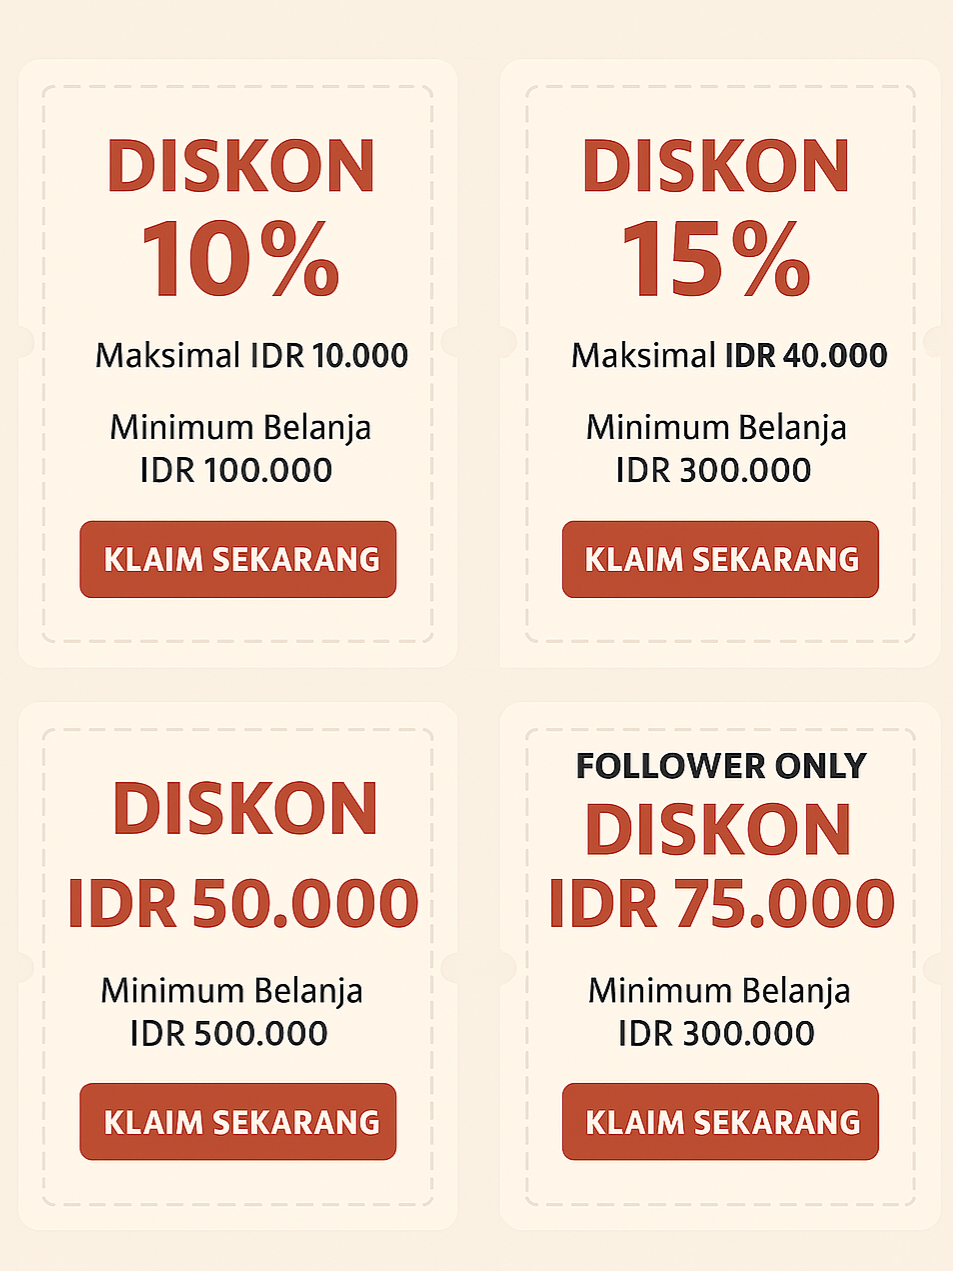 DISKON
10%
Maksimal IDR 10.000
Minimum Belanja
IDR 100.000
KLAIM SEKARANG
DISKON
15%
Maksimal IDR 40.000
Minimum Belanja
IDR 300.000
KLAIM SEKARANG
DISKON
IDR 50.000
Minimum Belanja
IDR 500.000
KLAIM SEKARANG
FOLLOWER ONLY
DISKON
IDR 75.000
Minimum Belanja
IDR 300.000
KLAIM SEKARANG